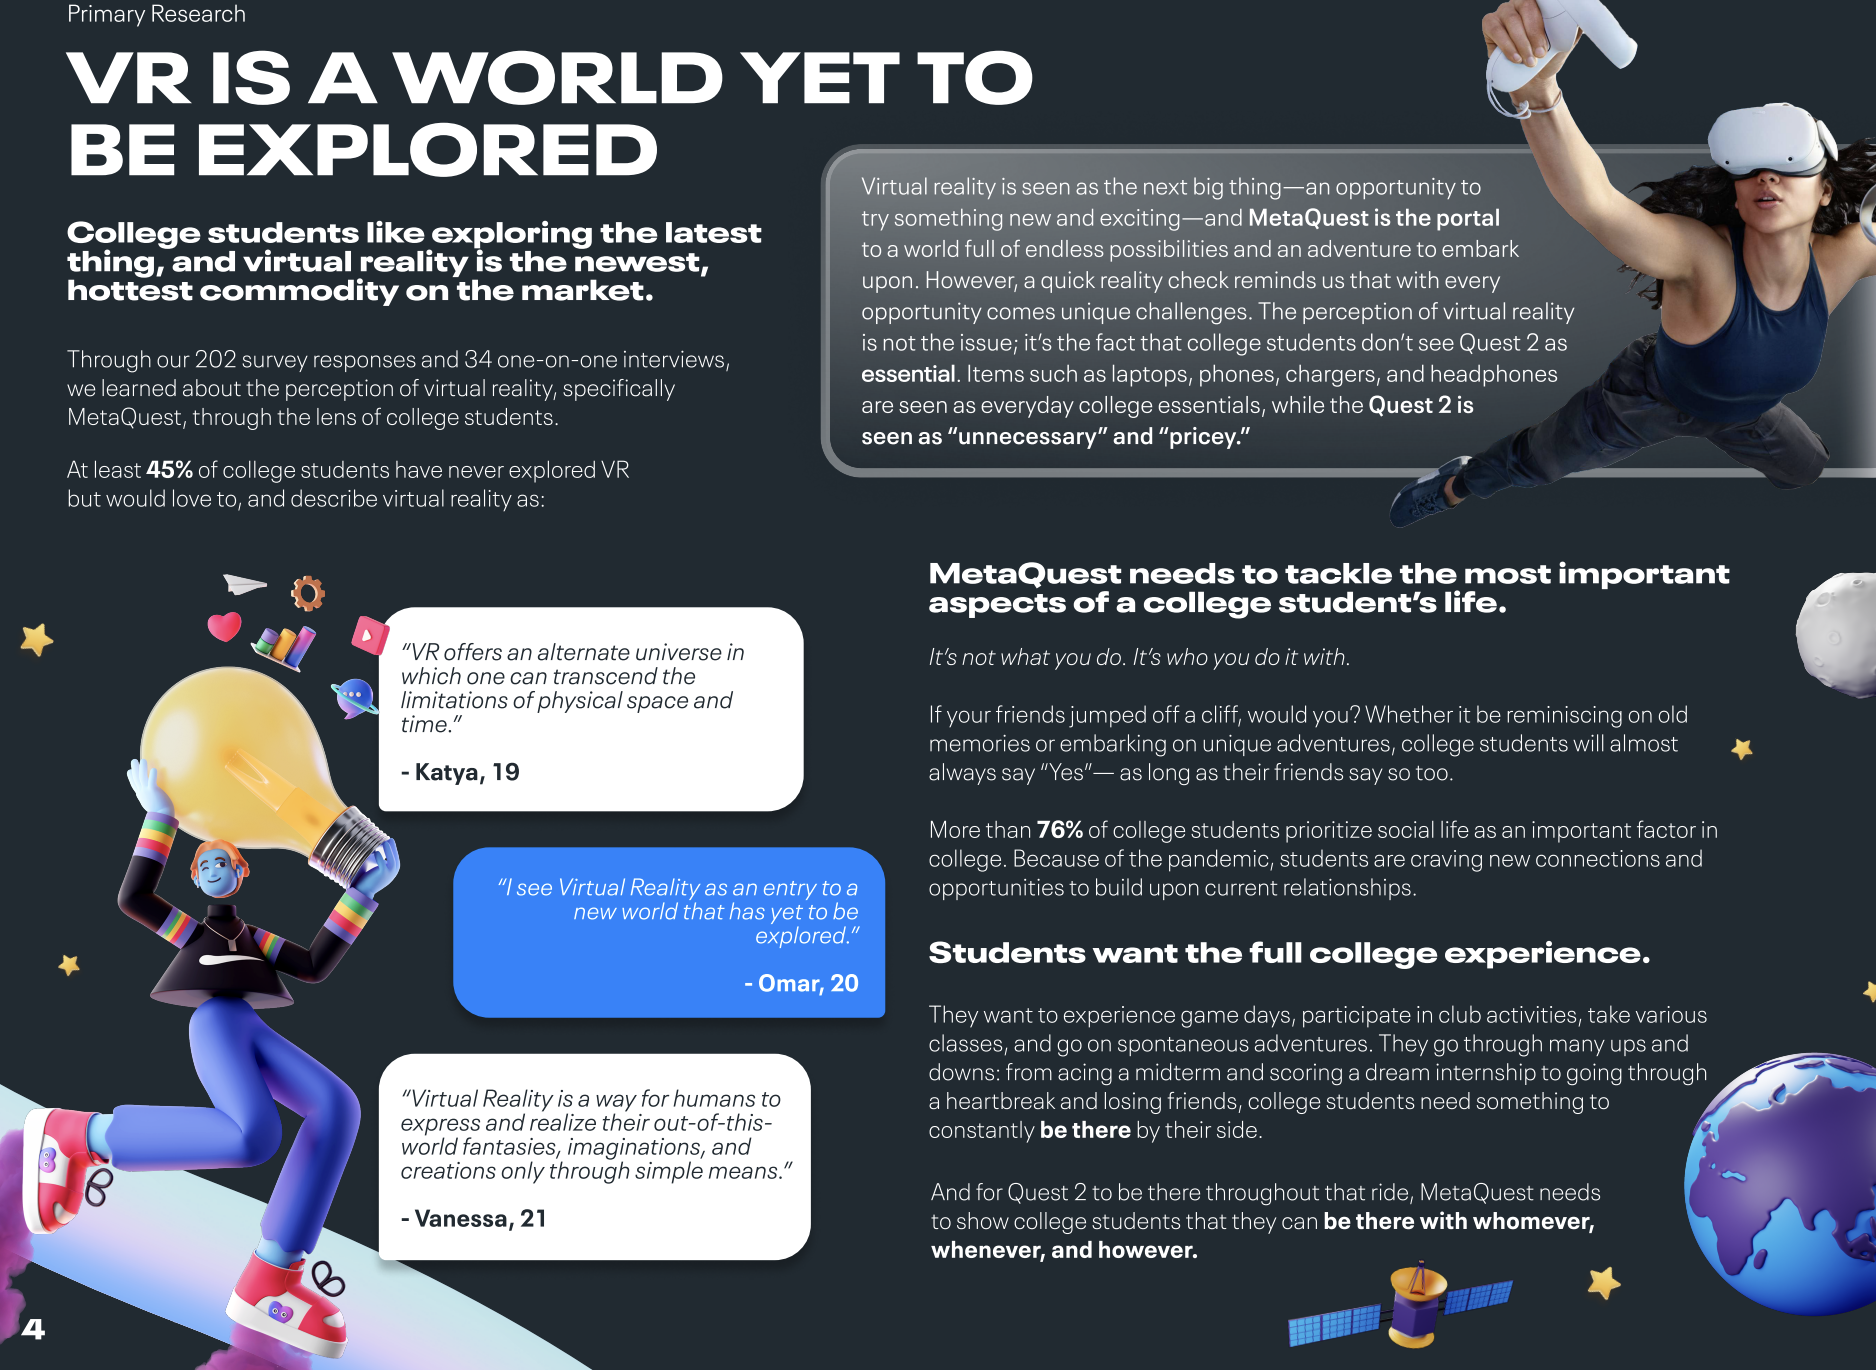 Primary Research
VR IS A WORLD YET TO
BE EXPLORED
College students like exploring the latest
thing, and virtual reality is the newest,
hottest commodity on the market.
Through our 202 survey responses and 34 one-on-one interviews,
we learned about the perception of virtual reality, specifically
MetaQuest, through the lens of college students.
At least 45% of college students have never explored VR
but would love to, and describe virtual reality as:
“VR offers an alternate universe in
which one can transcend the
limitations of physical space and
time.”
- Katya, 19
“I see Virtual Reality as an entry to a
new world that has yet to be
explored.”
- Omar, 20
“Virtual Reality is a way for humans to
express and realize their out-of-this-
world fantasies, imaginations, and
creations only through simple means.”
- Vanessa, 21
Virtual reality is seen as the next big thing—an opportunity to
try something new and exciting—and MetaQuest is the portal
to a world full of endless possibilities and an adventure to embark
upon. However, a quick reality check reminds us that with every
opportunity comes unique challenges. The perception of virtual reality
is not the issue; it’s the fact that college students don’t see Quest 2 as
essential. Items such as laptops, phones, chargers, and headphones
are seen as everyday college essentials, while the Quest 2 is
seen as “unnecessary” and “pricey.”
MetaQuest needs to tackle the most important
aspects of a college student’s life.
It’s not what you do. It’s who you do it with.
If your friends jumped off a cliff, would you? Whether it be reminiscing on old
memories or embarking on unique adventures, college students will almost
always say “Yes”— as long as their friends say so too.
More than 76% of college students prioritize social life as an important factor in
college. Because of the pandemic, students are craving new connections and
opportunities to build upon current relationships.
Students want the full college experience.
They want to experience game days, participate in club activities, take various
classes, and go on spontaneous adventures. They go through many ups and
downs: from acing a midterm and scoring a dream internship to going through
a heartbreak and losing friends, college students need something to
constantly be there by their side.
And for Quest 2 to be there throughout that ride, MetaQuest needs
to show college students that they can be there with whomever,
whenever, and however.
4